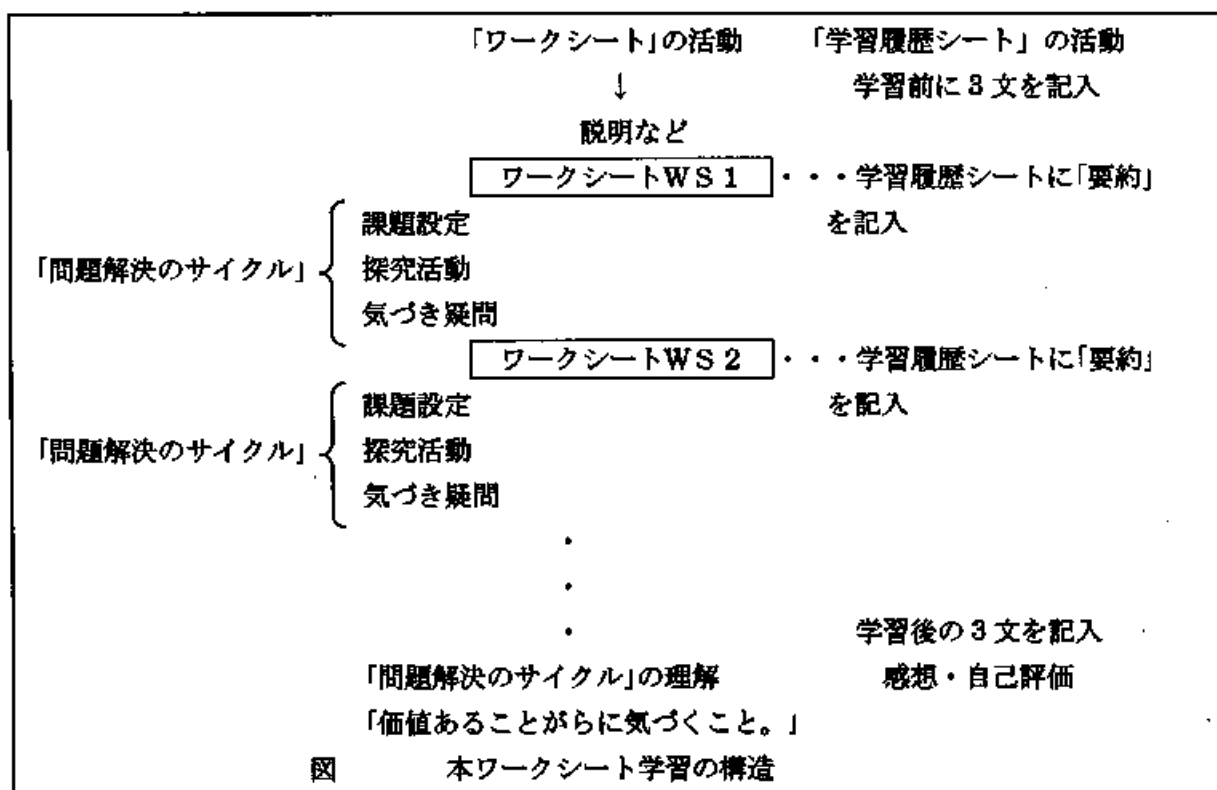 「ワークシート」の活動 「学習履歴シート」の活動
↓ 学習前に3文を記入
説明など
ワークシートWS1 ・・・学習履歴シートに「要約」
課題設定 を記入
「問題解決のサイクル」 探究活動
気づき疑問
ワークシートWS2 ・・・学習履歴シートに「要約」
課題設定 を記入
「問題解決のサイクル」 探究活動
気づき疑問
・
・
・ 学習後の3文を記入
「問題解決のサイクル」の理解 感想・自己評価
「価値あることがらに気づくこと。」
図 本ワークシート学習の構造